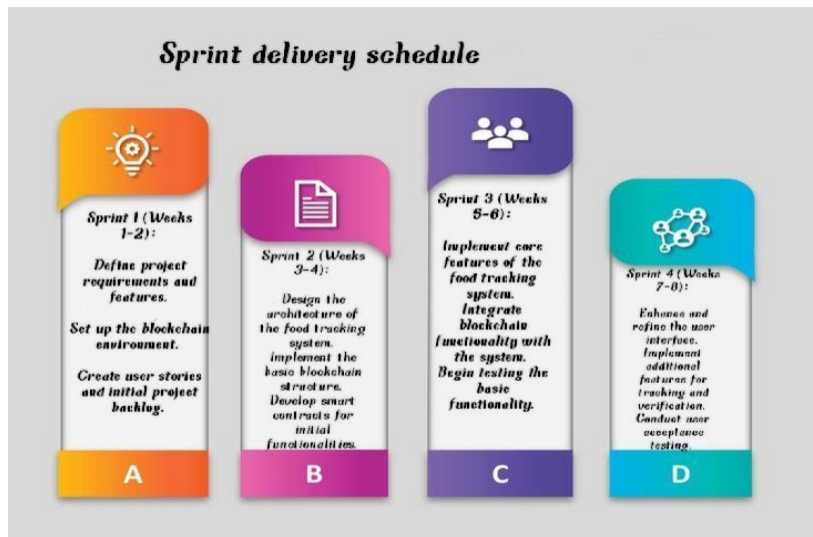 Sprint delivery schedule
Sprint 1 (Weeks
1-2):
Define project
requirements and
features.
Set up the blockchain
environment.
Create user stories
and initial project
backlog.
A
Sprint 2 (Weeks
3-4):
Design the
architecture of
the food tracking
system.
Implement the
basic blockchain
structure.
Develop smart
contracts for
initial
functionalities.
B
Sprint 3 (Weeks
5-6):
Implement core
features of the
food tracking
system.
Integrate
blockchain
functionality with
the system.
Begin testing the
basic
functionality.
C
Sprint 4 (Weeks
7-8):
Enhance and
refine the user
interface.
Implement
additional
features for
tracking and
verification.
Conduct user
acceptance
testing.
D